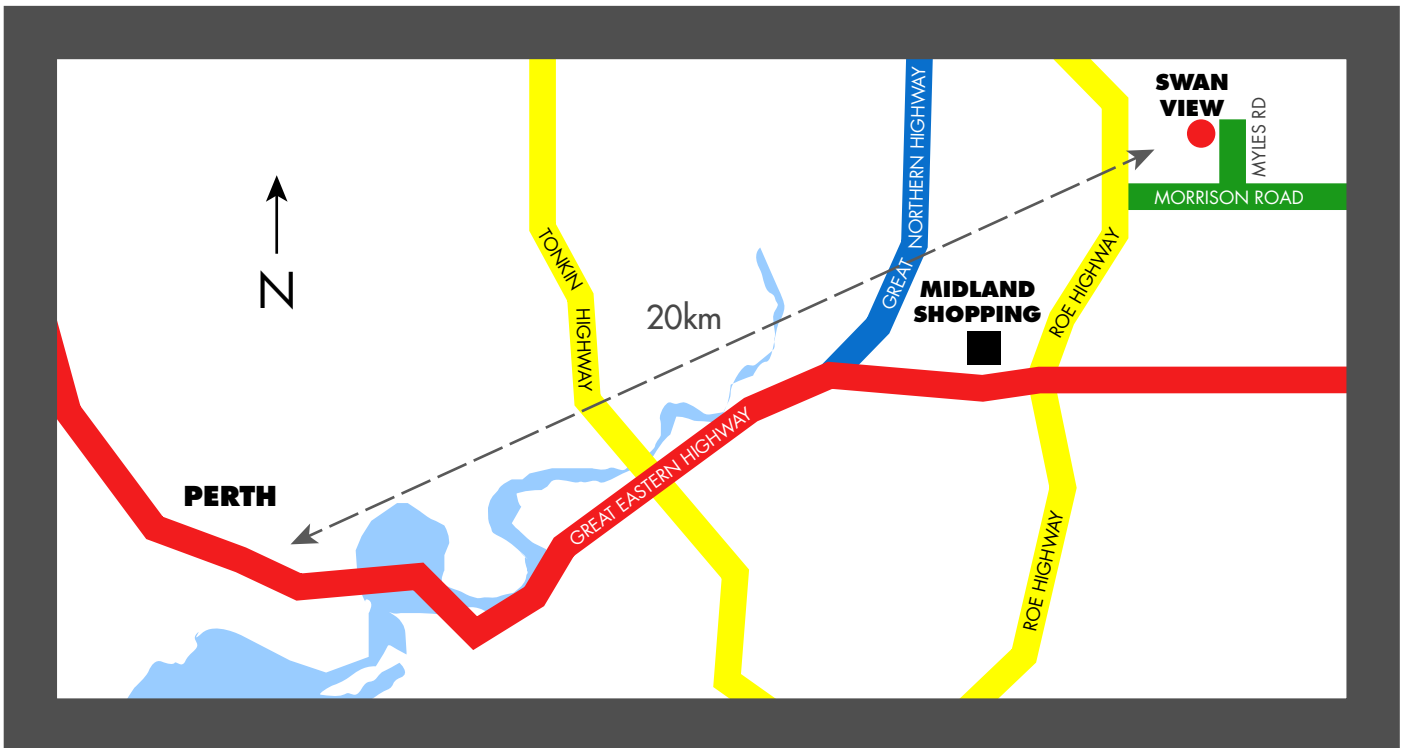 SWAN
VIEW
MYLES RD
MORRISON ROAD
GREAT NORTHERN HIGHWAY
TONKIN HIGHWAY
N
20km
MIDLAND
SHOPPING
ROE HIGHWAY
GREAT EASTERN HIGHWAY
PERTH
ROE HIGHWAY